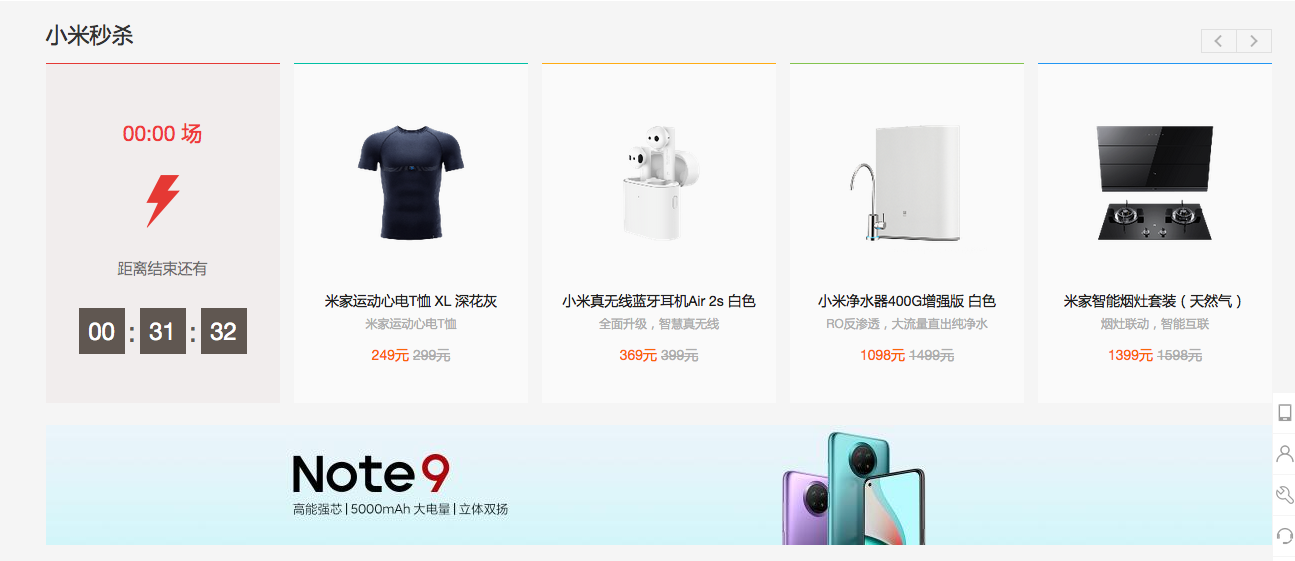 小米秒杀
00:00 场
距离结束还有
00 : 31 : 32
米家运动心电T恤 XL 深花灰
米家运动心电T恤
249元 299元
小米真无线蓝牙耳机Air 2s 白色
全面升级，智慧真无线
369元 399元
小米净水器400G增强版 白色
RO反渗透，大流量直出纯净水
1098元 1499元
米家智能烟灶套装（天然气）
烟灶联动，智能互联
1399元 1598元
Note 9
高能强芯 | 5000mAh 大电量 | 立体双扬